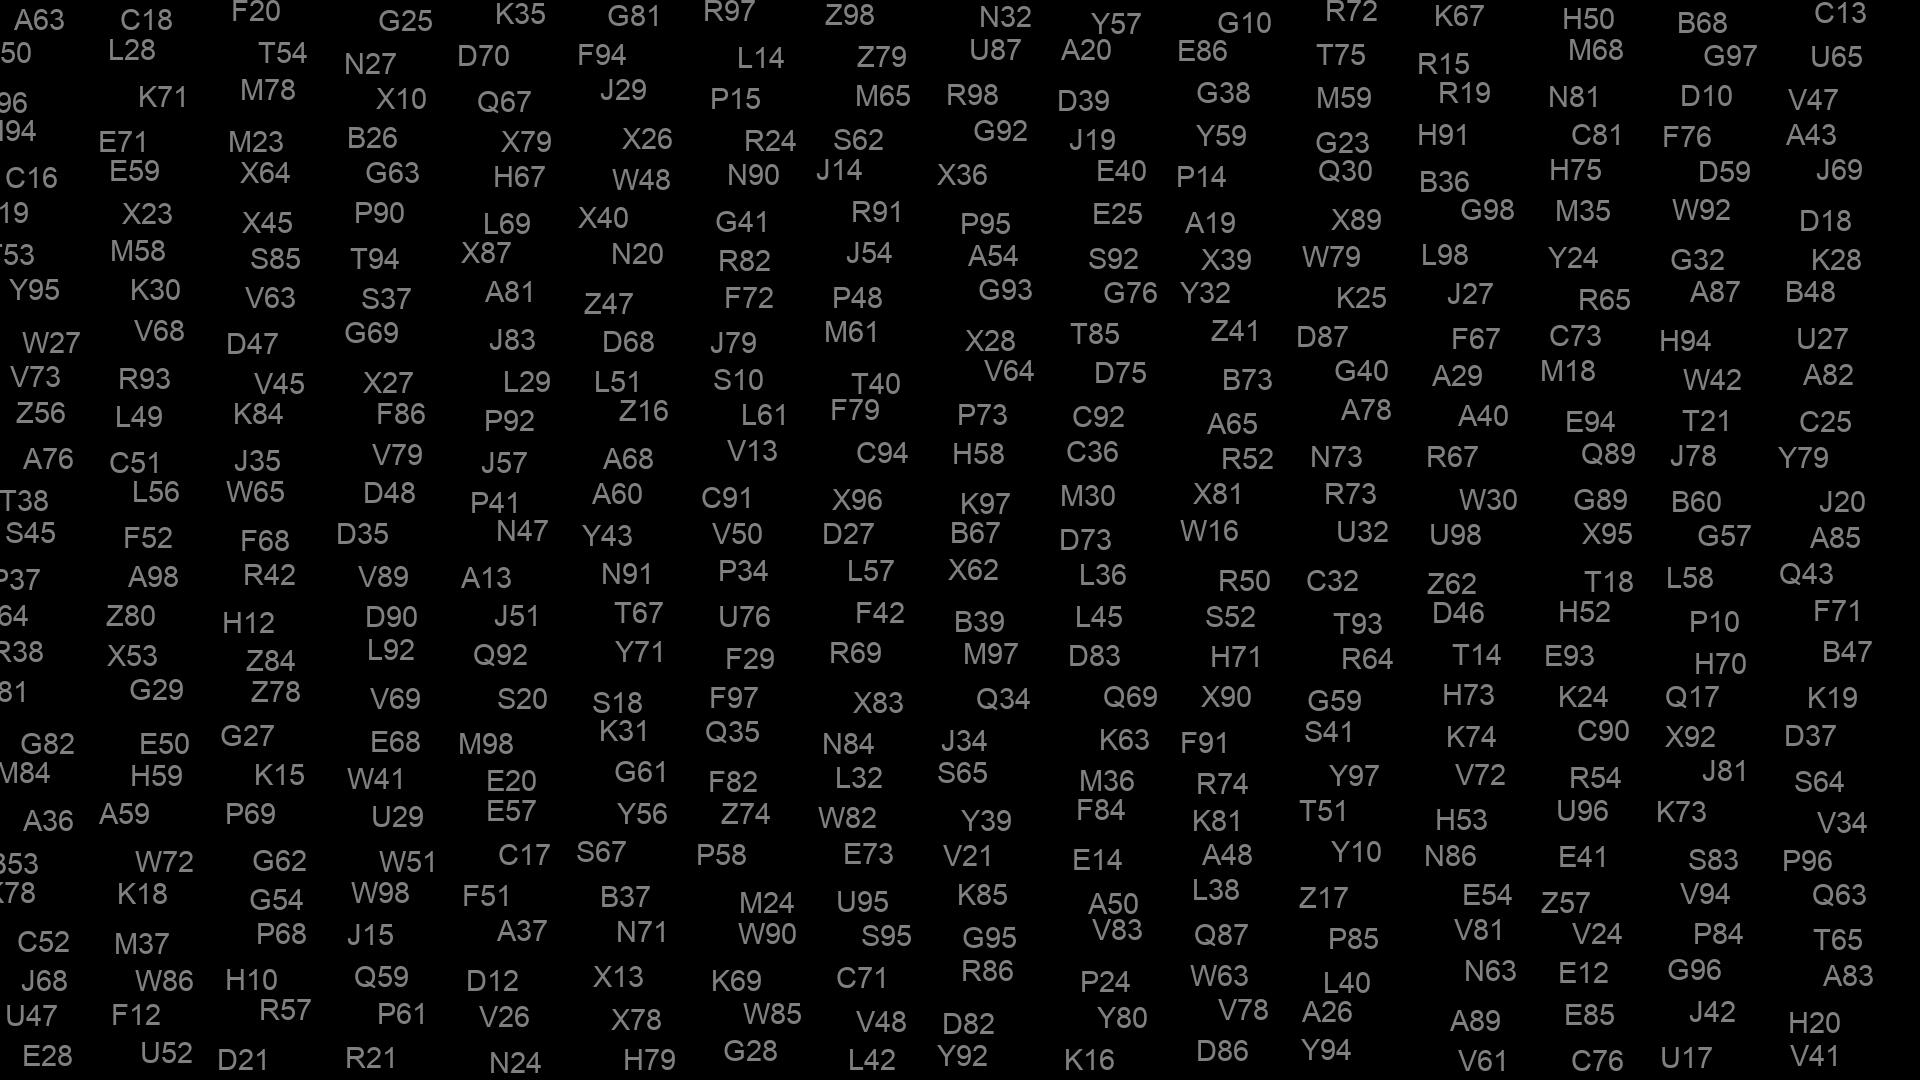 A63 C18 F20 G25 K35 G81 R97 Z98 N32 Y57 G10 R72 K67 H50 B68 C13
50 L28 T54 N27 D70 F94 L14 Z79 U87 A20 E86 T75 R15 M68 G97 U65
96 K71 M78 X10 Q67 J29 P15 M65 R98 D39 G38 M59 R19 N81 D10 V47
94 E71 M23 B26 X79 X26 R24 S62 G92 J19 Y59 G23 H91 C81 F76 A43
C16 E59 X64 G63 H67 W48 N90 J14 X36 E40 P14 Q30 B36 H75 D59 J69
19 X23 X45 P90 L69 X40 G41 R91 P95 E25 A19 X89 G98 M35 W92 D18
53 M58 S85 T94 X87 N20 R82 J54 A54 S92 X39 W79 L98 Y24 G32 K28
Y95 K30 V63 S37 A81 Z47 F72 P48 G93 G76 Y32 K25 J27 R65 A87 B48
W27 V68 D47 G69 J83 D68 J79 M61 X28 T85 Z41 D87 F67 C73 H94 U27
V73 R93 V45 X27 L29 L51 S10 T40 V64 D75 B73 G40 A29 M18 W42 A82
Z56 L49 K84 F86 P92 Z16 L61 F79 P73 C92 A65 A78 A40 E94 T21 C25
A76 C51 J35 V79 J57 A68 V13 C94 H58 C36 R52 N73 R67 Q89 J78 Y79
T38 L56 W65 D48 P41 A60 C91 X96 K97 M30 X81 R73 W30 G89 B60 J20
S45 F52 F68 D35 N47 Y43 V50 D27 B67 D73 W16 U32 U98 X95 G57 A85
P37 A98 R42 V89 A13 N91 P34 L57 X62 L36 R50 C32 Z62 T18 L58 Q43
64 Z80 H12 D90 J51 T67 U76 F42 B39 L45 S52 T93 D46 H52 P10 F71
R38 X53 Z84 L92 Q92 Y71 F29 R69 M97 D83 H71 R64 T14 E93 H70 B47
81 G29 Z78 V69 S20 S18 F97 X83 Q34 Q69 X90 G59 H73 K24 Q17 K19
G82 E50 G27 E68 M98 K31 Q35 N84 J34 K63 F91 S41 K74 C90 X92 D37
M84 H59 K15 W41 E20 G61 F82 L32 S65 M36 R74 Y97 V72 R54 J81 S64
A36 A59 P69 U29 E57 Y56 Z74 W82 Y39 F84 K81 T51 H53 U96 K73 V34
B53 W72 G62 W51 C17 S67 P58 E73 V21 E14 A48 Y10 N86 E41 S83 P96
K78 K18 G54 W98 F51 B37 M24 U95 K85 A50 L38 Z17 E54 Z57 V94 Q63
C52 M37 P68 J15 A37 N71 W90 S95 G95 V83 Q87 P85 V81 V24 P84 T65
J68 W86 H10 Q59 D12 X13 K69 C71 R86 P24 W63 L40 N63 E12 G96 A83
U47 F12 R57 P61 V26 X78 W85 V48 D82 Y80 V78 A26 A89 E85 J42 H20
E28 U52 D21 R21 N24 H79 G28 L42 Y92 K16 D86 Y94 V61 C76 U17 V41